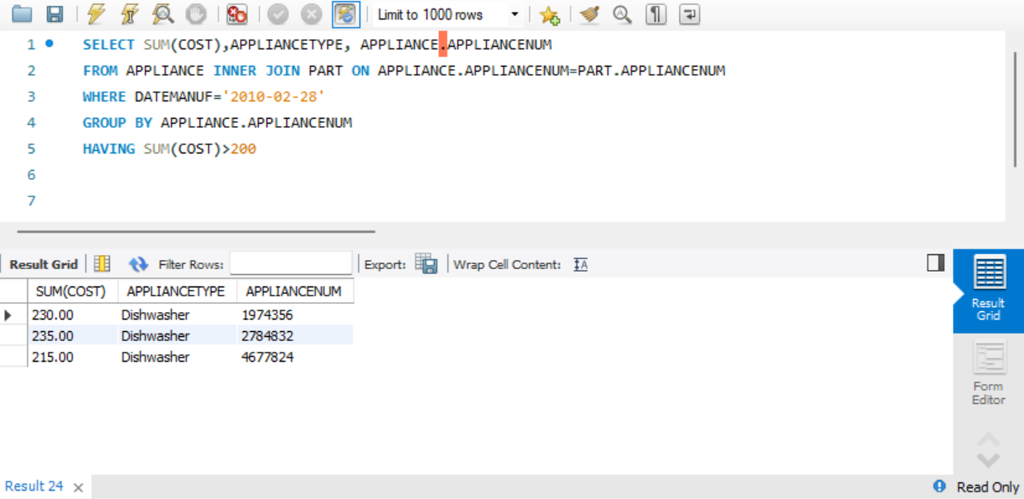 Limit to 1000 rows
1 SELECT SUM(COST),APPLIANCETYPE, APPLIANCE.APPLIANCENUM
2 FROM APPLIANCE INNER JOIN PART ON APPLIANCE.APPLIANCENUM=PART.APPLIANCENUM
3 WHERE DATEMANUF='2010-02-28'
4 GROUP BY APPLIANCE.APPLIANCENUM
5 HAVING SUM(COST)>200
6
7
Result Grid Filter Rows: Export: Wrap Cell Content:
SUM(COST) APPLIANCETYPE APPLIANCENUM
230.00 Dishwasher 1974356
235.00 Dishwasher 2784832
215.00 Dishwasher 4677824
Result
Grid
Form
Editor
Result 24
Read Only